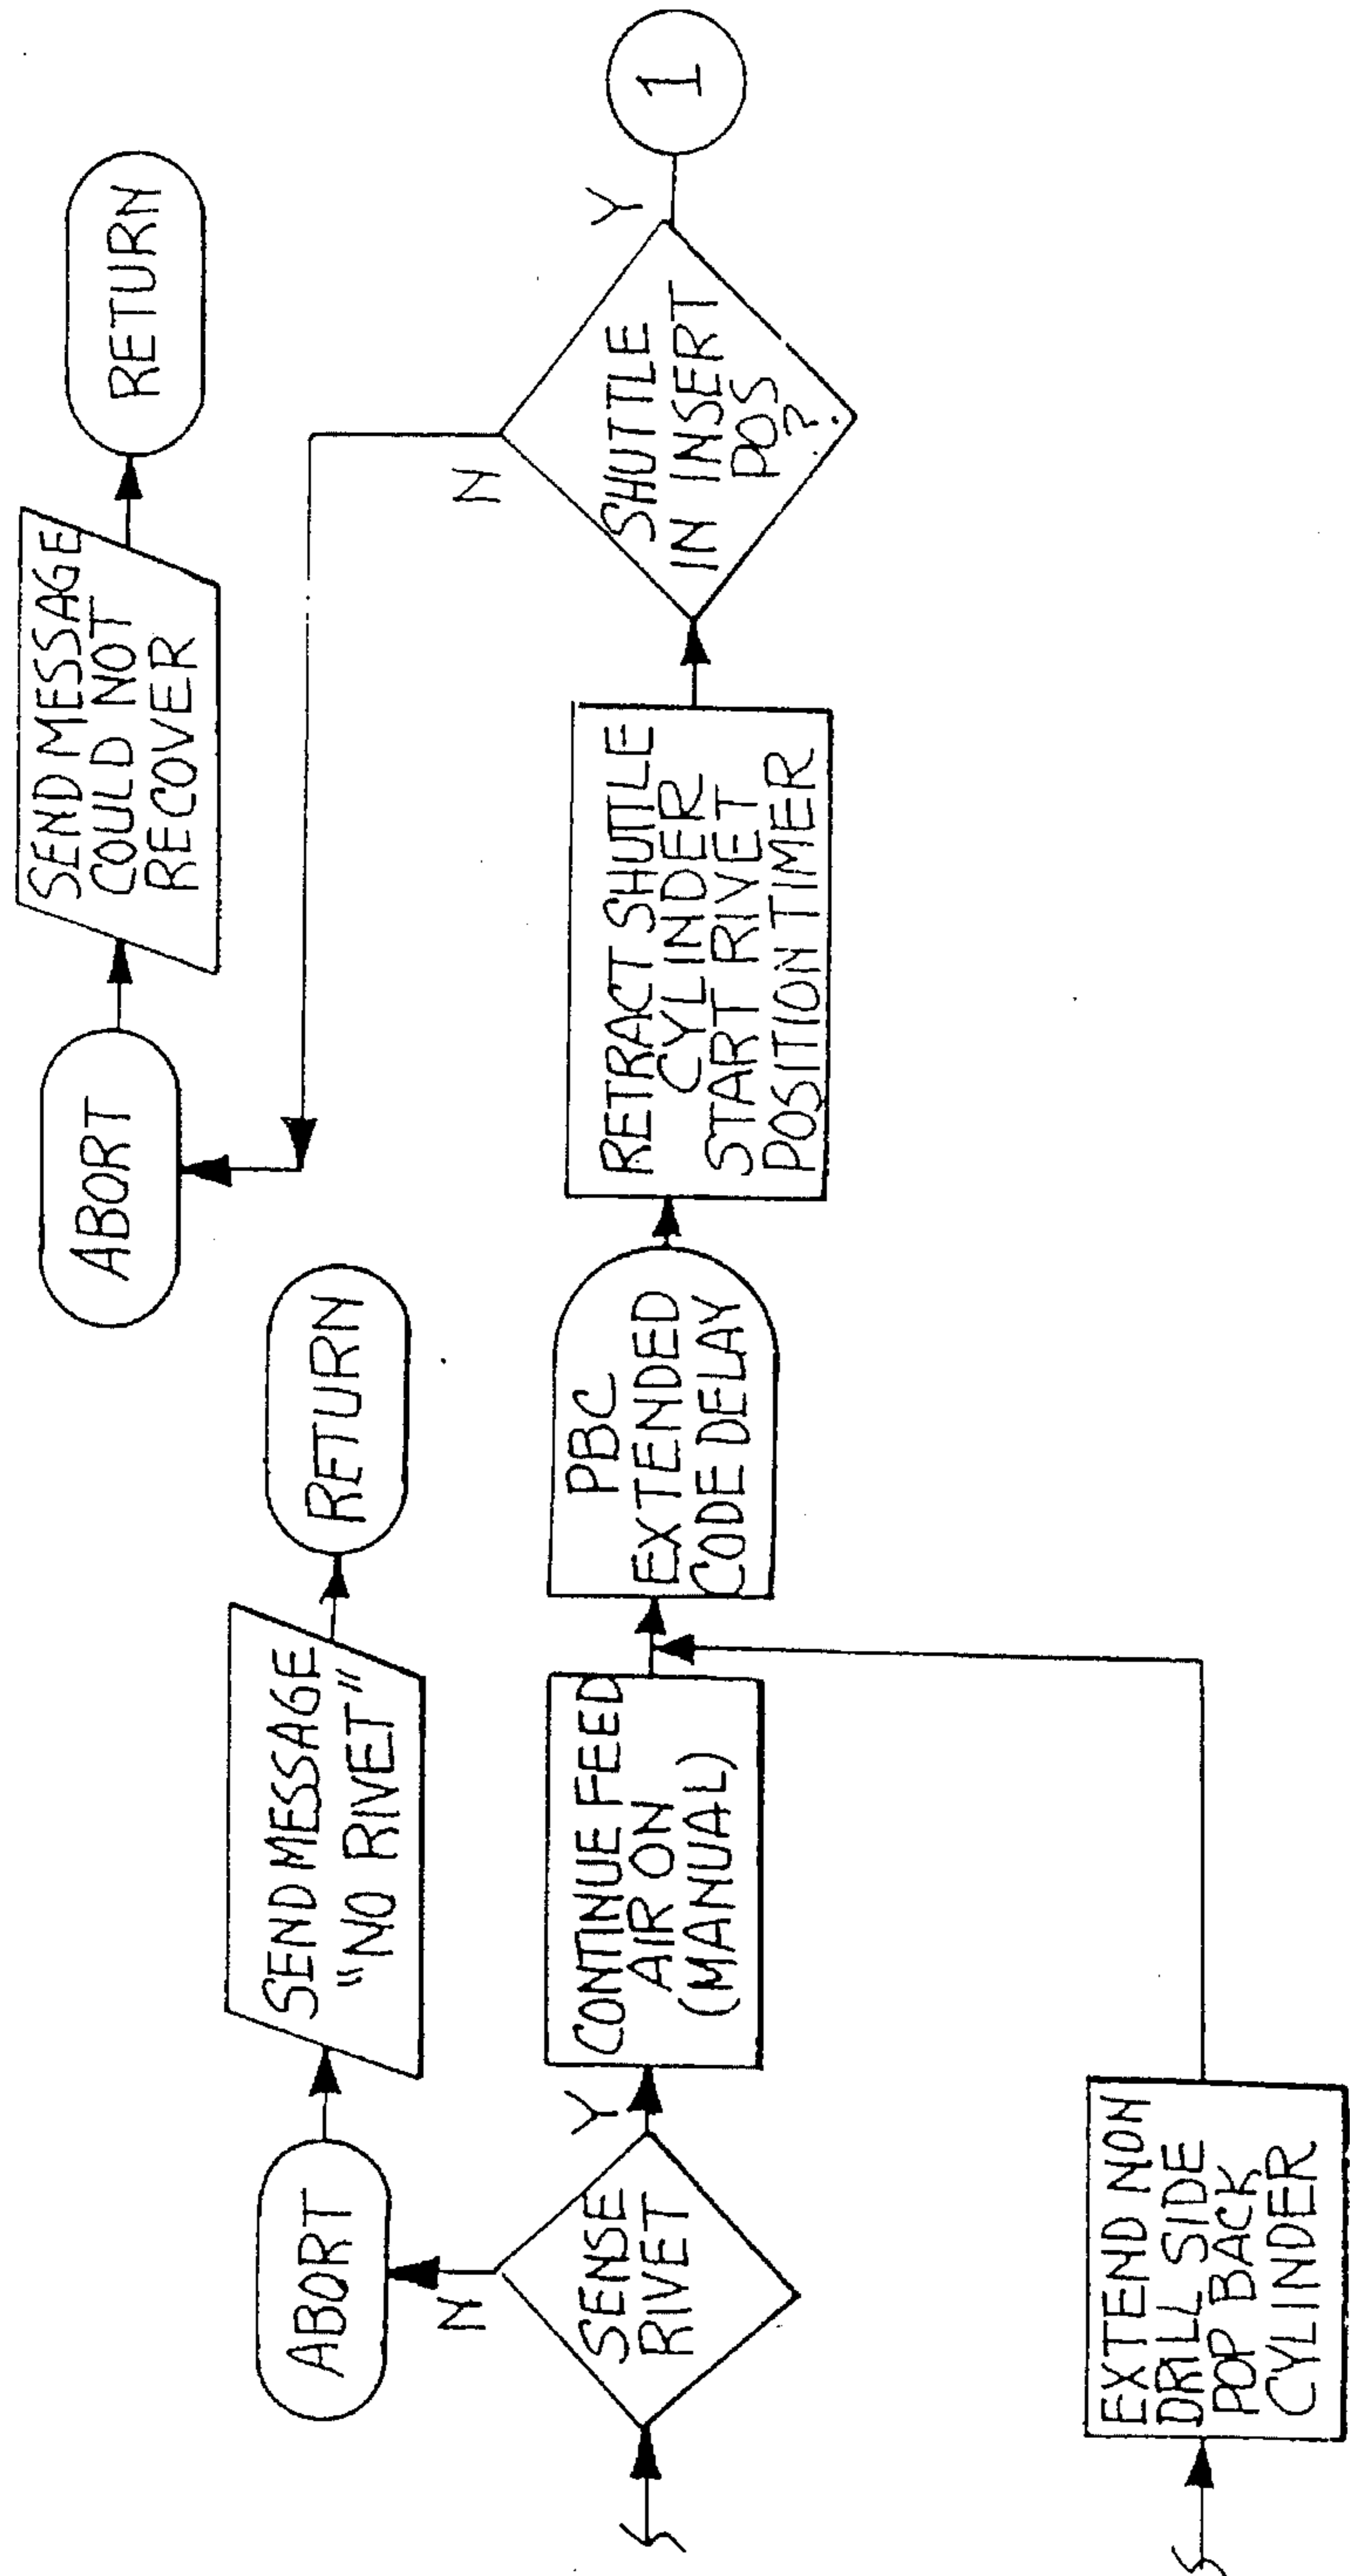 ABORT
SEND MESSAGE
COULD NOT
RECOVER
RETURN
ABORT
SEND MESSAGE
"NO RIVET"
RETURN
N
SENSE
RIVET
Y
CONTINUE FEED
AIR ON
(MANUAL)
PBC
EXTENDED
CODE DELAY
RETRACT SHUTTLE
CYLINDER
START RIVET
POSITION TIMER
N
SHUTTLE
IN INSERT
POS
?
Y
1
EXTEND NON
DRILL SIDE
POP BACK
CYLINDER